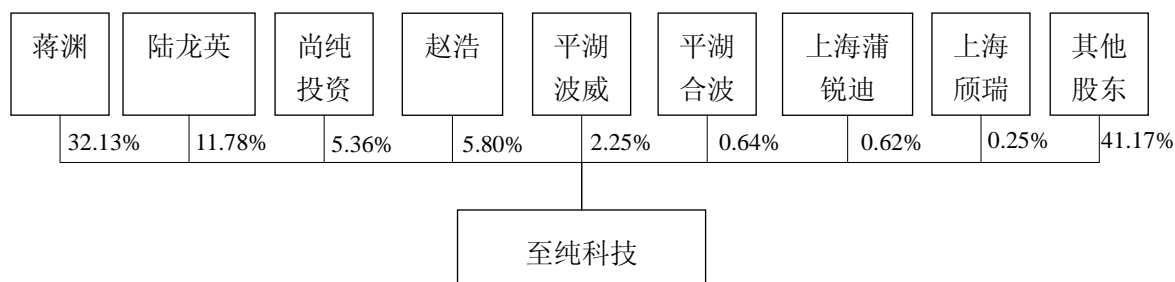 蒋渊
陆龙英
尚纯
投资
赵浩
平湖
波威
平湖
合波
上海蒲
锐迪
上海
颀瑞
其他
股东
32.13%
11.78%
5.36%
5.80%
2.25%
0.64%
0.62%
0.25%
41.17%
至纯科技